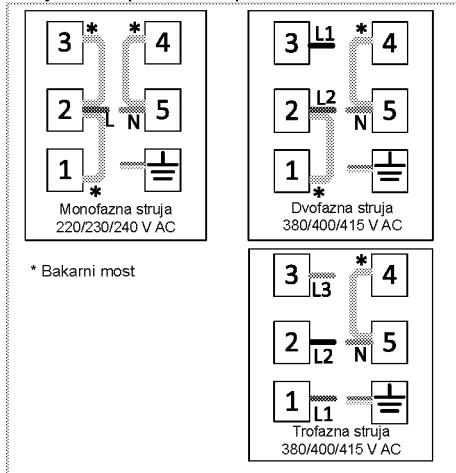 3 * * 4
2 L N 5
1 *
Monofazna struja
220/230/240 V AC
3 L1 * 4
2 L2 N 5
1 *
Dvofazna struja
380/400/415 V AC
* Bakarni most
3 L3 * 4
2 L2 N 5
1 L1
Trofazna struja
380/400/415 V AC